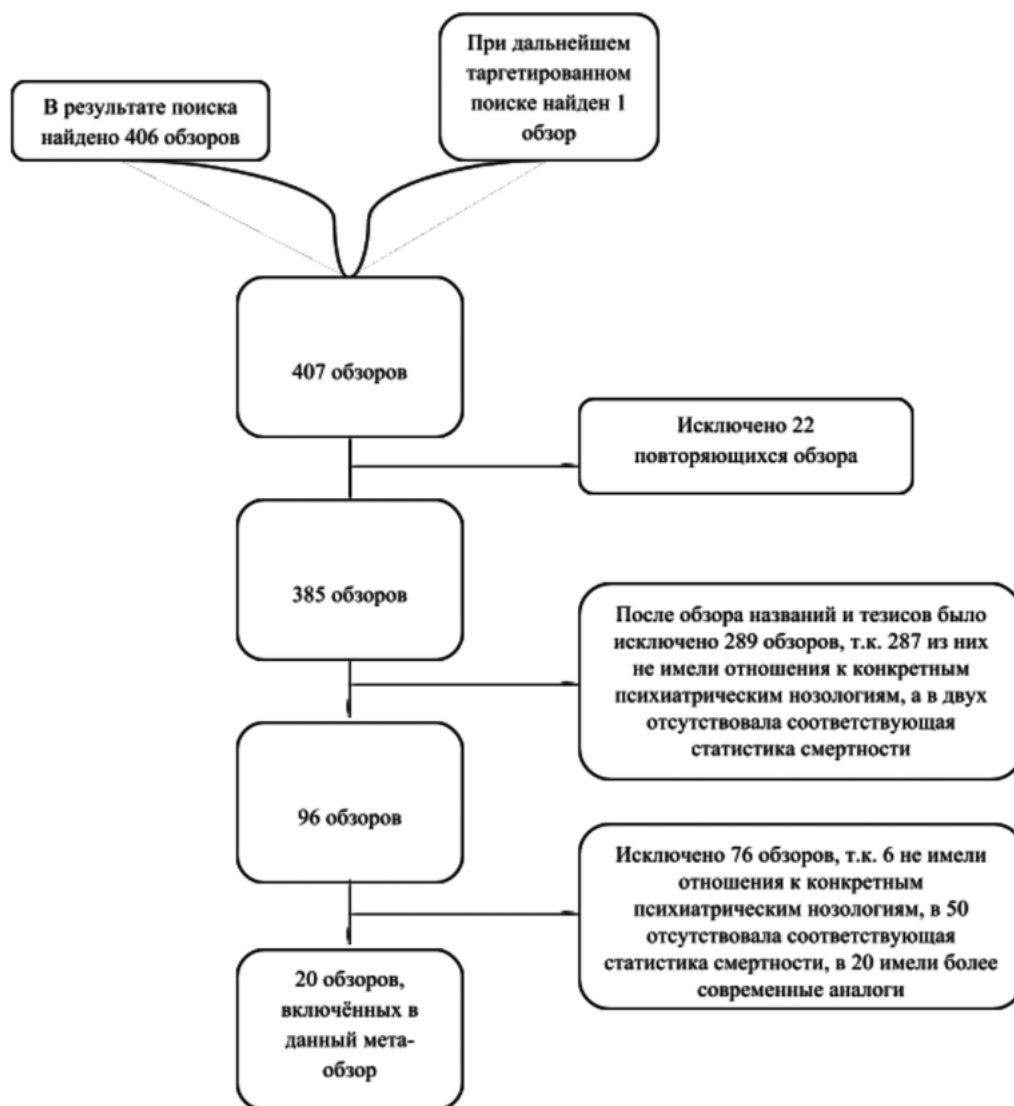 В результате поиска
найдено 406 обзоров
При дальнейшем
таргетированном
поиске найден 1
обзор
407 обзоров
Исключено 22
повторяющихся обзора
385 обзоров
После обзора названий и тезисов было
исключено 289 обзоров, т.к. 287 из них
не имели отношения к конкретным
психиатрическим нозологиям, а в двух
отсутствовала соответствующая
статистика смертности
96 обзоров
Исключено 76 обзоров, т.к. 6 не имели
отношения к конкретным
психиатрическим нозологиям, в 50
отсутствовала соответствующая
статистика смертности, в 20 имели более
современные аналоги
20 обзоров,
включённых в
данный мета-
обзор